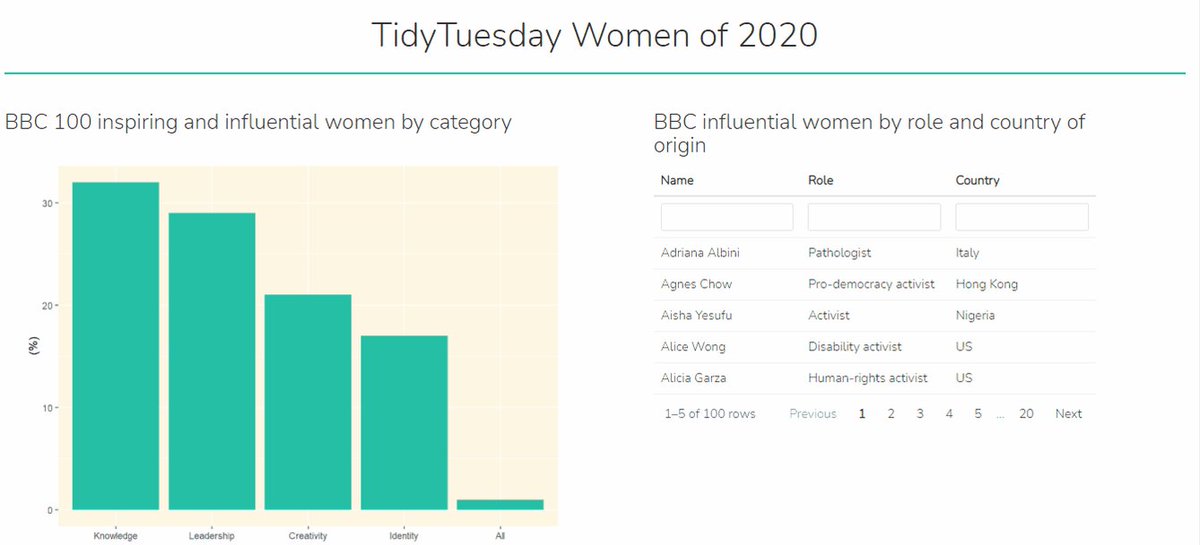 TidyTuesday Women of 2020
BBC 100 inspiring and influential women by category
30
20
(%)
10
0
Knowledge Leadership Creativity Identity All
BBC influential women by role and country of
origin
Name Role Country
Adriana Albini Pathologist Italy
Agnes Chow Pro-democracy activist Hong Kong
Aisha Yesufu Activist Nigeria
Alice Wong Disability activist US
Alicia Garza Human-rights activist US
1–5 of 100 rows Previous 1 2 3 4 5 ... 20 Next